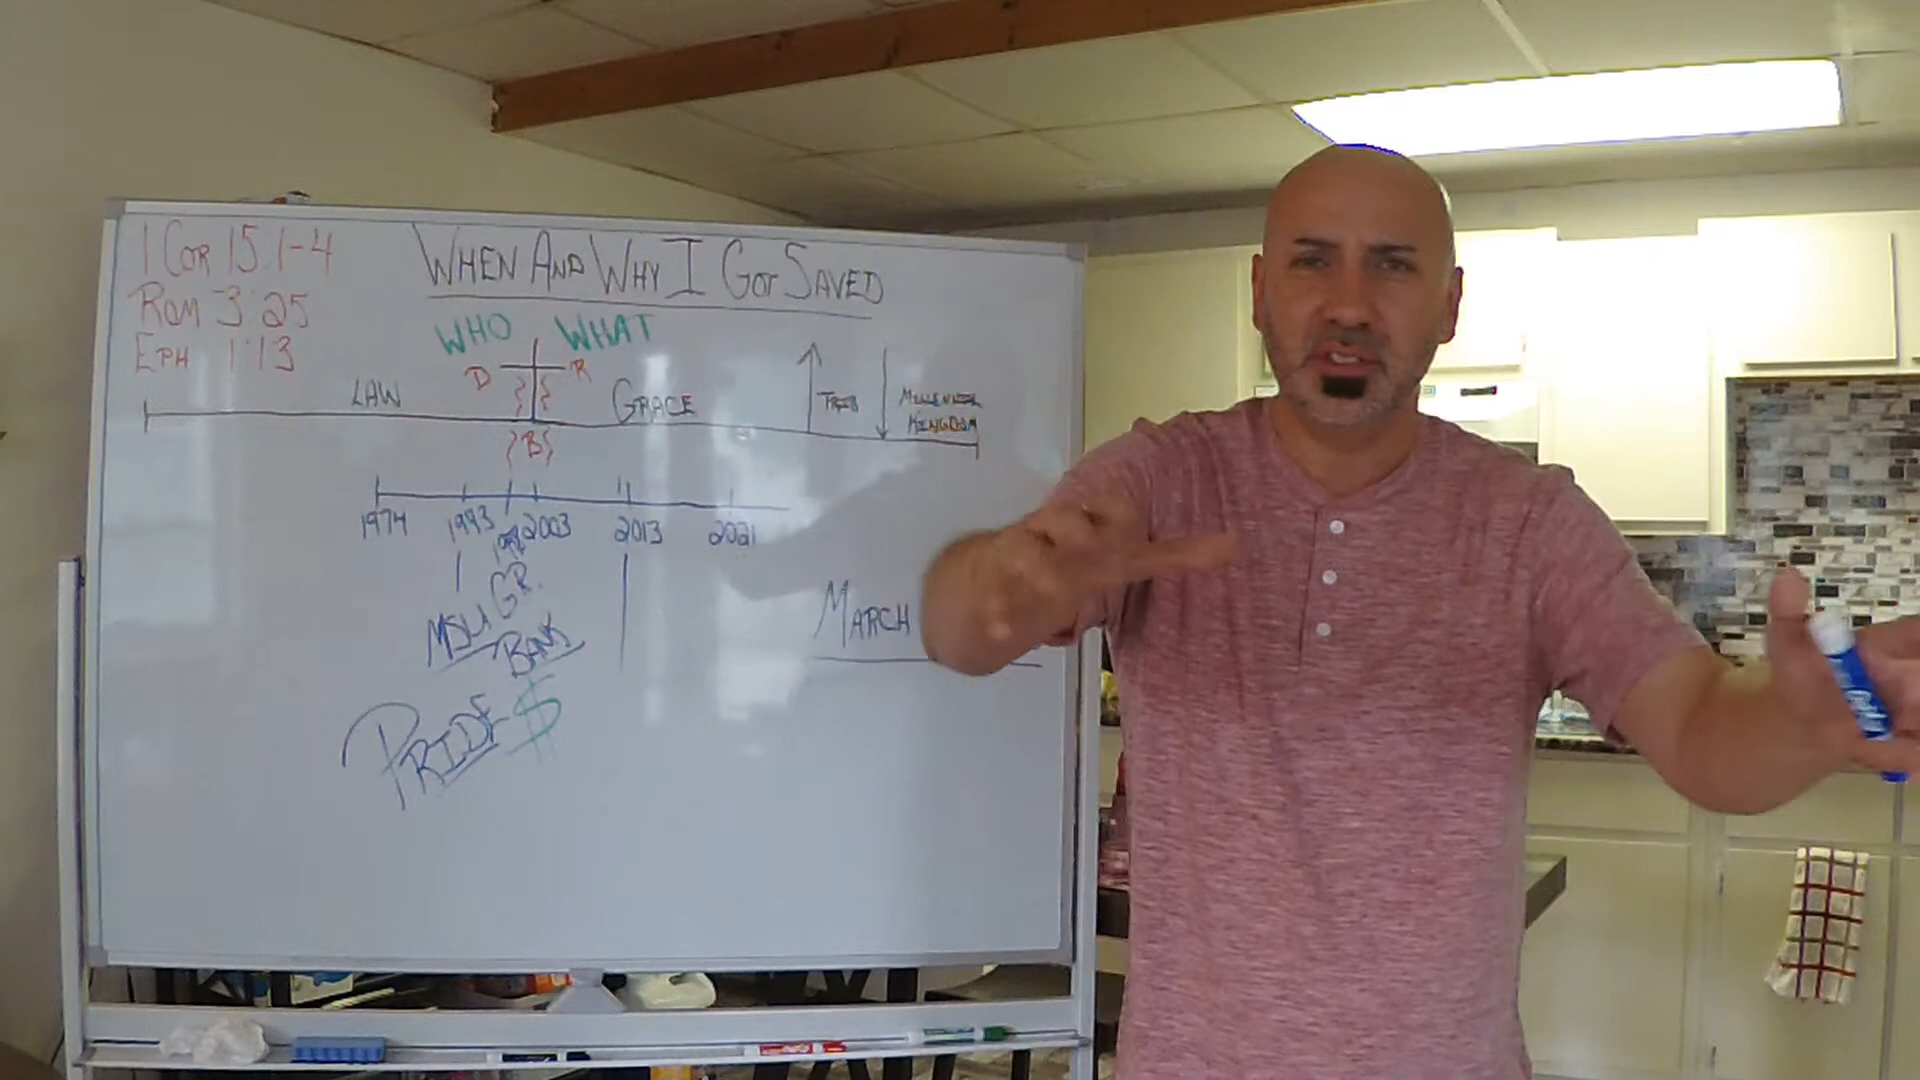 1 COR 15:1-4
ROM 3:25
EPH 1:13
WHEN AND WHY I GOT SAVED
WHO WHAT
D R
LAW GRACE TRIB MILLENNIAL
KINGDOM
B
1974 1993 2003 2013 2021
MSU GR.
BANK
PRIDE $
MARCH